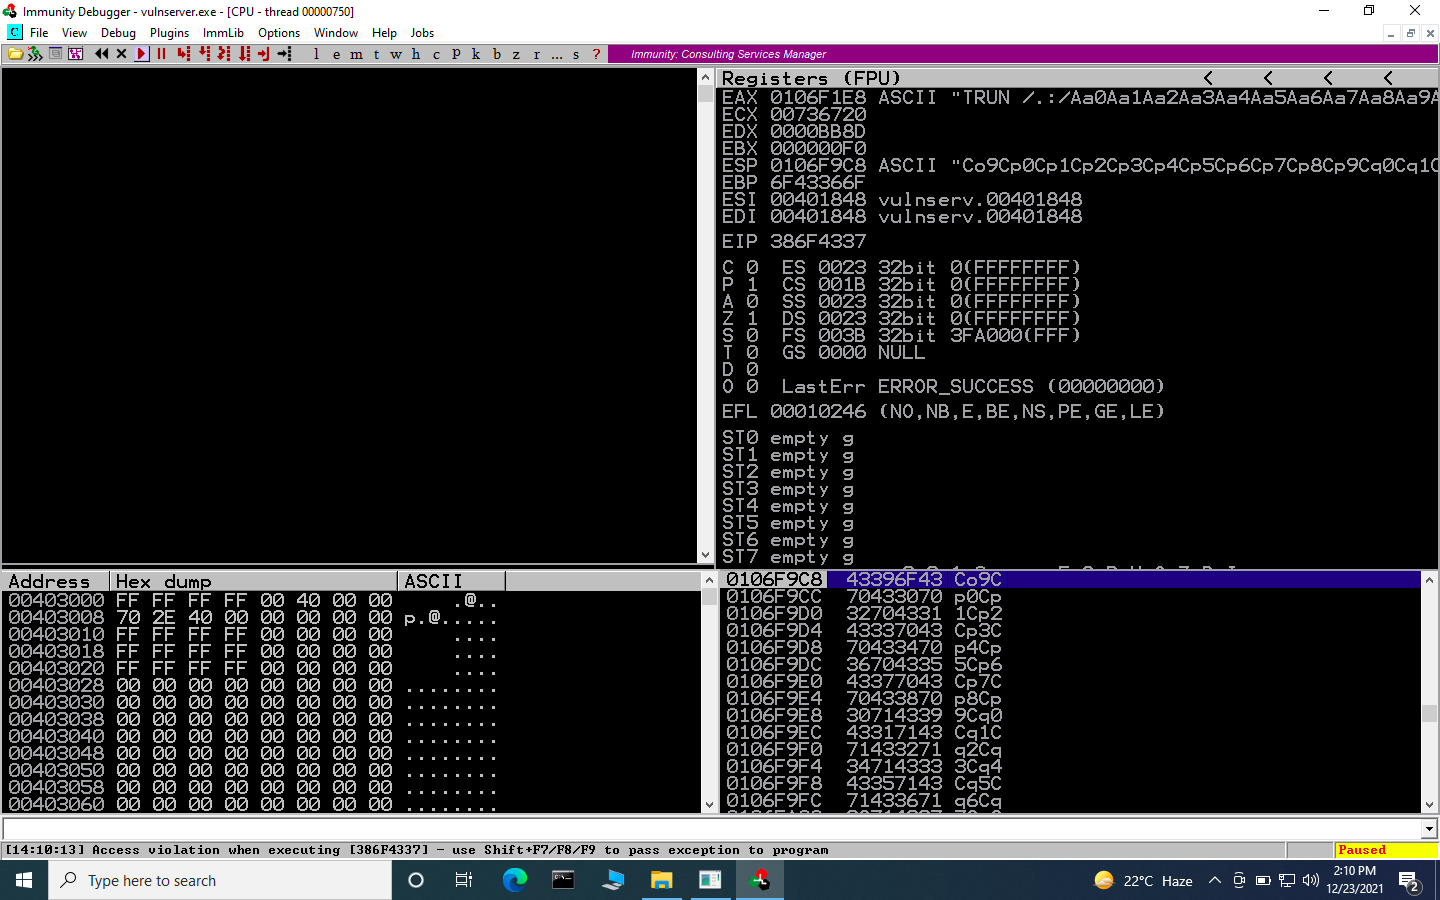 Immunity Debugger - vulnserver.exe - [CPU - thread 00000750]
C File View Debug Plugins ImmLib Options Window Help Jobs
l e m t w h c P k b z r ... s ? Immunity: Consulting Services Manager
Registers (FPU) < < < <
EAX 0106F1E8 ASCII "TRUN /.:/Aa0Aa1Aa2Aa3Aa4Aa5Aa6Aa7Aa8Aa9A
ECX 00736720
EDX 0000BB8D
EBX 000000F0
ESP 0106F9C8 ASCII "Co9Cp0Cp1Cp2Cp3Cp4Cp5Cp6Cp7Cp8Cp9Cq0Cq1C
EBP 6F43366F
ESI 00401848 vulnserv.00401848
EDI 00401848 vulnserv.00401848
EIP 386F4337
C 0 ES 0023 32bit 0(FFFFFFFF)
P 1 CS 001B 32bit 0(FFFFFFFF)
A 0 SS 0023 32bit 0(FFFFFFFF)
Z 1 DS 0023 32bit 0(FFFFFFFF)
S 0 FS 003B 32bit 3FA000(FFF)
T 0 GS 0000 NULL
D 0
O 0 LastErr ERROR_SUCCESS (00000000)
EFL 00010246 (NO,NB,E,BE,NS,PE,GE,LE)
ST0 empty g
ST1 empty g
ST2 empty g
ST3 empty g
ST4 empty g
ST5 empty g
ST6 empty g
ST7 empty g
Address Hex dump ASCII
00403000 FF FF FF FF 00 40 00 00 .@..
00403008 70 2E 40 00 00 00 00 00 p.@.....
00403010 FF FF FF FF 00 00 00 00 ....
00403018 FF FF FF FF 00 00 00 00 ....
00403020 FF FF FF FF 00 00 00 00 ....
00403028 00 00 00 00 00 00 00 00 ........
00403030 00 00 00 00 00 00 00 00 ........
00403038 00 00 00 00 00 00 00 00 ........
00403040 00 00 00 00 00 00 00 00 ........
00403048 00 00 00 00 00 00 00 00 ........
00403050 00 00 00 00 00 00 00 00 ........
00403058 00 00 00 00 00 00 00 00 ........
00403060 00 00 00 00 00 00 00 00 ........
0106F9C8 43396F43 Co9C
0106F9CC 70433070 p0Cp
0106F9D0 32704331 1Cp2
0106F9D4 43337043 Cp3C
0106F9D8 70433470 p4Cp
0106F9DC 36704335 5Cp6
0106F9E0 43377043 Cp7C
0106F9E4 70433870 p8Cp
0106F9E8 30714339 9Cq0
0106F9EC 43317143 Cq1C
0106F9F0 71433271 q2Cq
0106F9F4 34714333 3Cq4
0106F9F8 43357143 Cq5C
0106F9FC 71433671 q6Cq
[14:10:13] Access violation when executing [386F4337] - use Shift+F7/F8/F9 to pass exception to program
Paused
Type here to search
22°C Haze
2:10 PM
12/23/2021
2